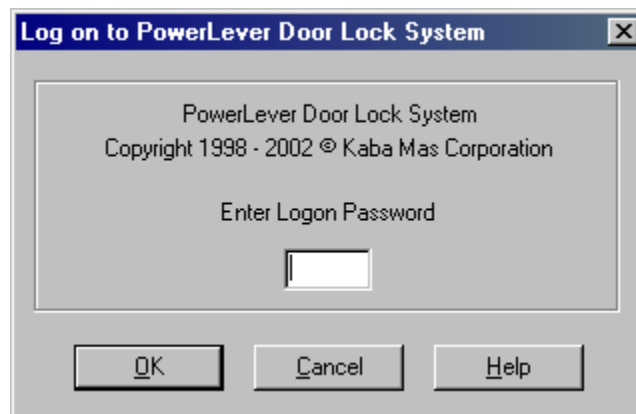 Log on to PowerLever Door Lock System
PowerLever Door Lock System
Copyright 1998 - 2002 © Kaba Mas Corporation
Enter Logon Password
OK Cancel Help